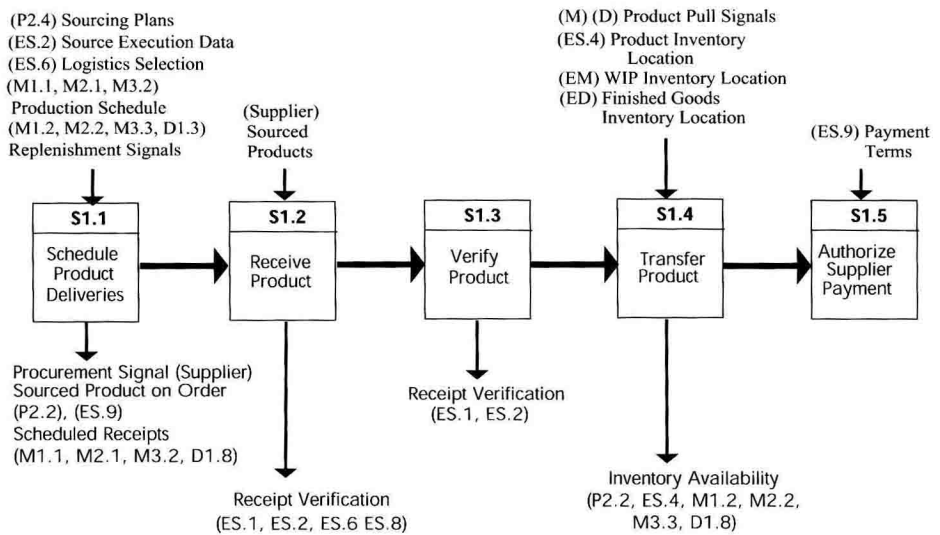 (P2.4) Sourcing Plans
(ES.2) Source Execution Data
(ES.6) Logistics Selection
(M1.1, M2.1, M3.2)
Production Schedule
(M1.2, M2.2, M3.3, D1.3)
Replenishment Signals
(Supplier)
Sourced
Products
(M) (D) Product Pull Signals
(ES.4) Product Inventory
Location
(EM) WIP Inventory Location
(ED) Finished Goods
Inventory Location
(ES.9) Payment
Terms
S1.1
Schedule
Product
Deliveries
S1.2
Receive
Product
S1.3
Verify
Product
S1.4
Transfer
Product
S1.5
Authorize
Supplier
Payment
Procurement Signal (Supplier)
Sourced Product on Order
(P2.2), (ES.9)
Scheduled Receipts
(M1.1, M2.1, M3.2, D1.8)
Receipt Verification
(ES.1, ES.2, ES.6 ES.8)
Receipt Verification
(ES.1, ES.2)
Inventory Availability
(P2.2, ES.4, M1.2, M2.2,
M3.3, D1.8)